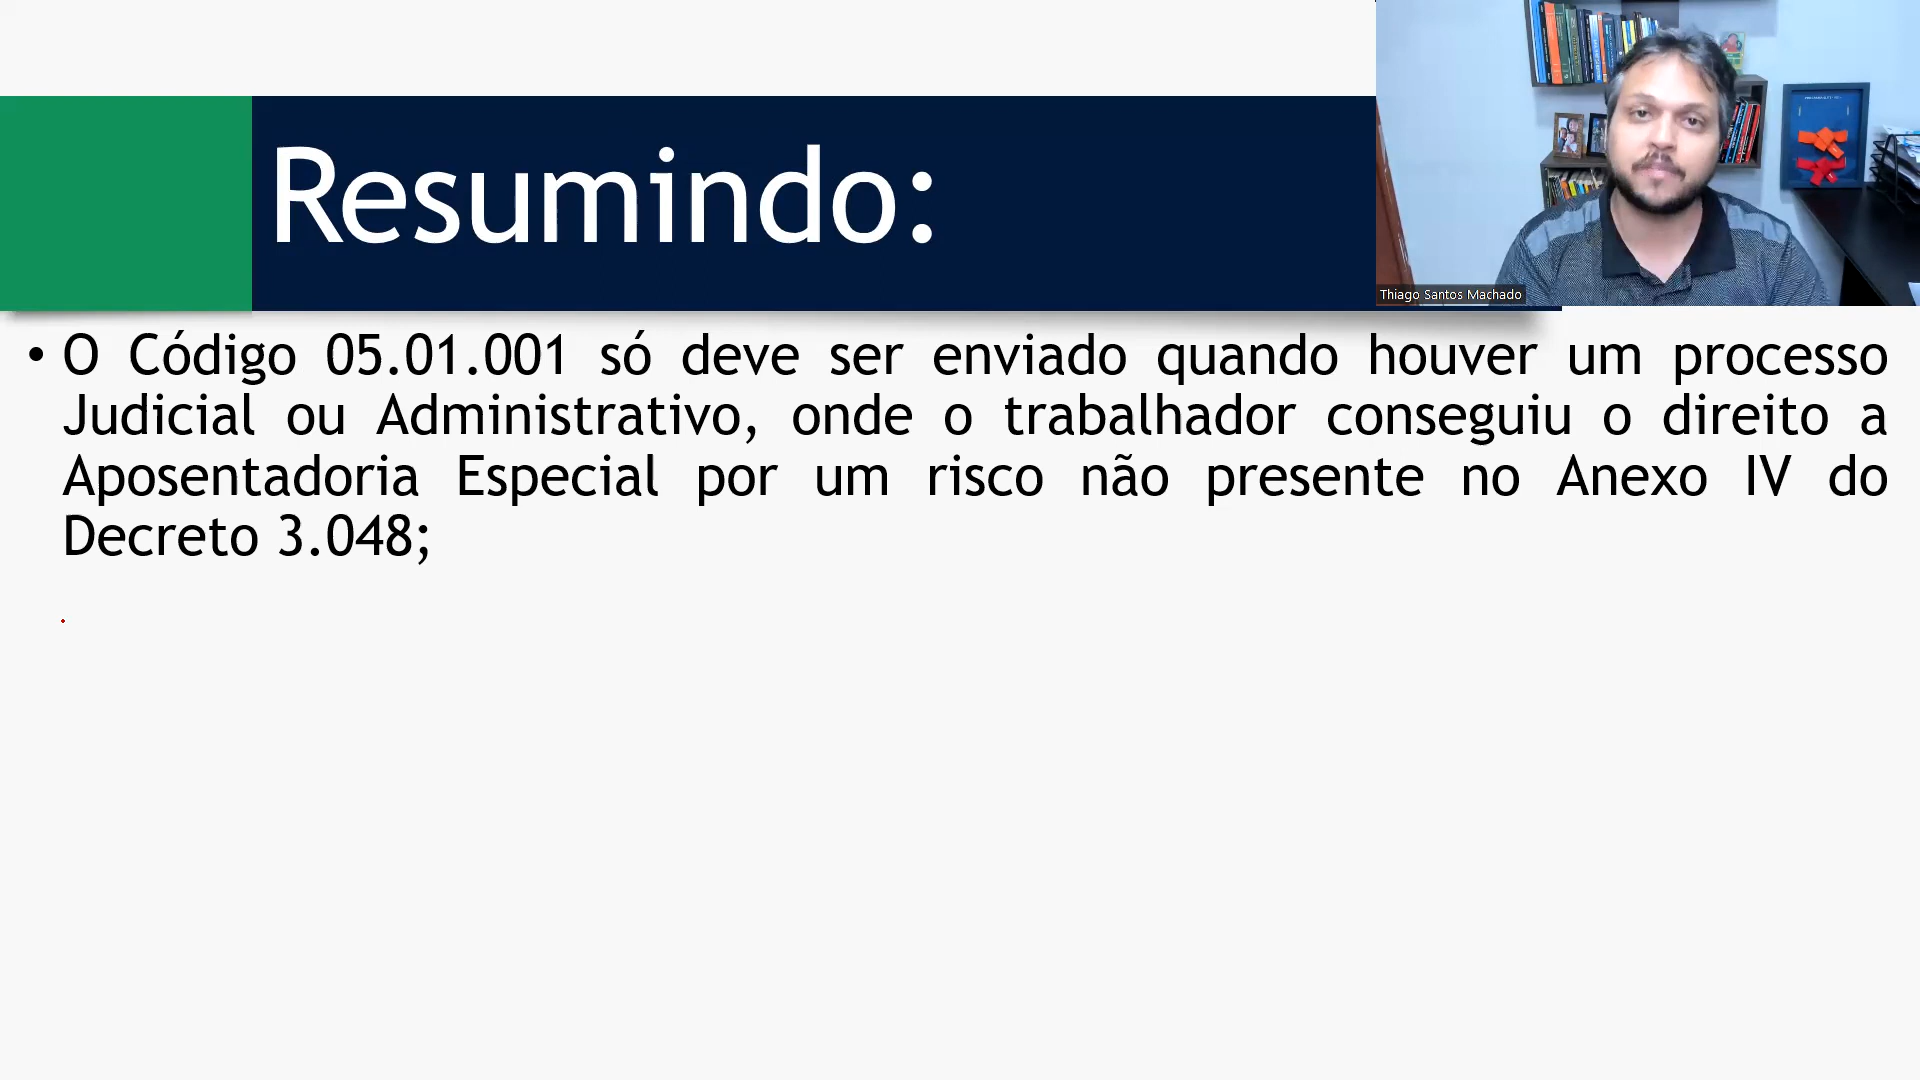 Resumindo:
Thiago Santos Machado
• O Código 05.01.001 só deve ser enviado quando houver um processo
Judicial ou Administrativo, onde o trabalhador conseguiu o direito a
Aposentadoria Especial por um risco não presente no Anexo IV do
Decreto 3.048;